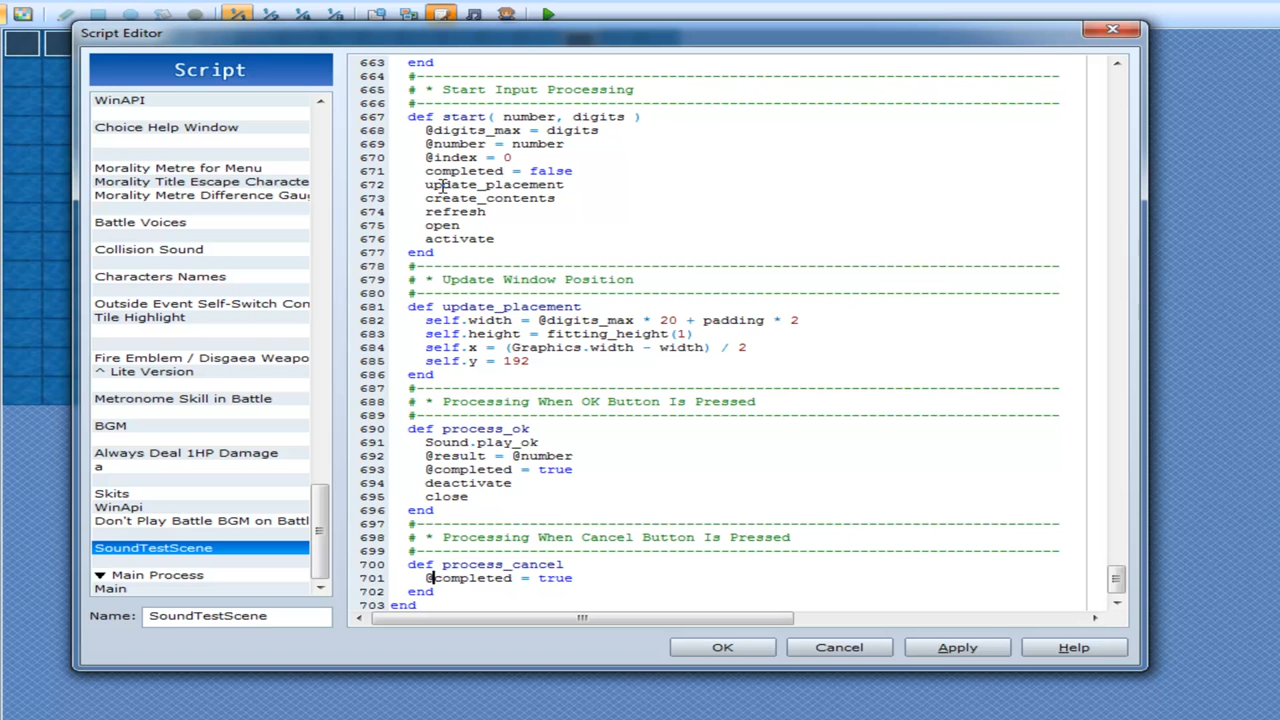 Script Editor
Script
WinAPI
Choice Help Window
Morality Metre for Menu
Morality Title Escape Characte
Morality Metre Difference Gau
Battle Voices
Collision Sound
Characters Names
Outside Event Self-Switch Con
Tile Highlight
Fire Emblem / Disgaea Weapo
^ Lite Version
Metronome Skill in Battle
BGM
Always Deal 1HP Damage
a
Skits
WinApi
Don't Play Battle BGM on Battl
SoundTestScene
▼ Main Process
Main
Name: SoundTestScene
663 end
664 #---------------------------------------------------------------------------
665 # * Start Input Processing
666 #---------------------------------------------------------------------------
667 def start( number, digits )
668 @digits_max = digits
669 @number = number
670 @index = 0
671 completed = false
672 update_placement
673 create_contents
674 refresh
675 open
676 activate
677 end
678 #---------------------------------------------------------------------------
679 # * Update Window Position
680 #---------------------------------------------------------------------------
681 def update_placement
682 self.width = @digits_max * 20 + padding * 2
683 self.height = fitting_height(1)
684 self.x = (Graphics.width - width) / 2
685 self.y = 192
686 end
687 #---------------------------------------------------------------------------
688 # * Processing When OK Button Is Pressed
689 #---------------------------------------------------------------------------
690 def process_ok
691 Sound.play_ok
692 @result = @number
693 @completed = true
694 deactivate
695 close
696 end
697 #---------------------------------------------------------------------------
698 # * Processing When Cancel Button Is Pressed
699 #---------------------------------------------------------------------------
700 def process_cancel
701 @completed = true
702 end
703 end
OK Cancel Apply Help